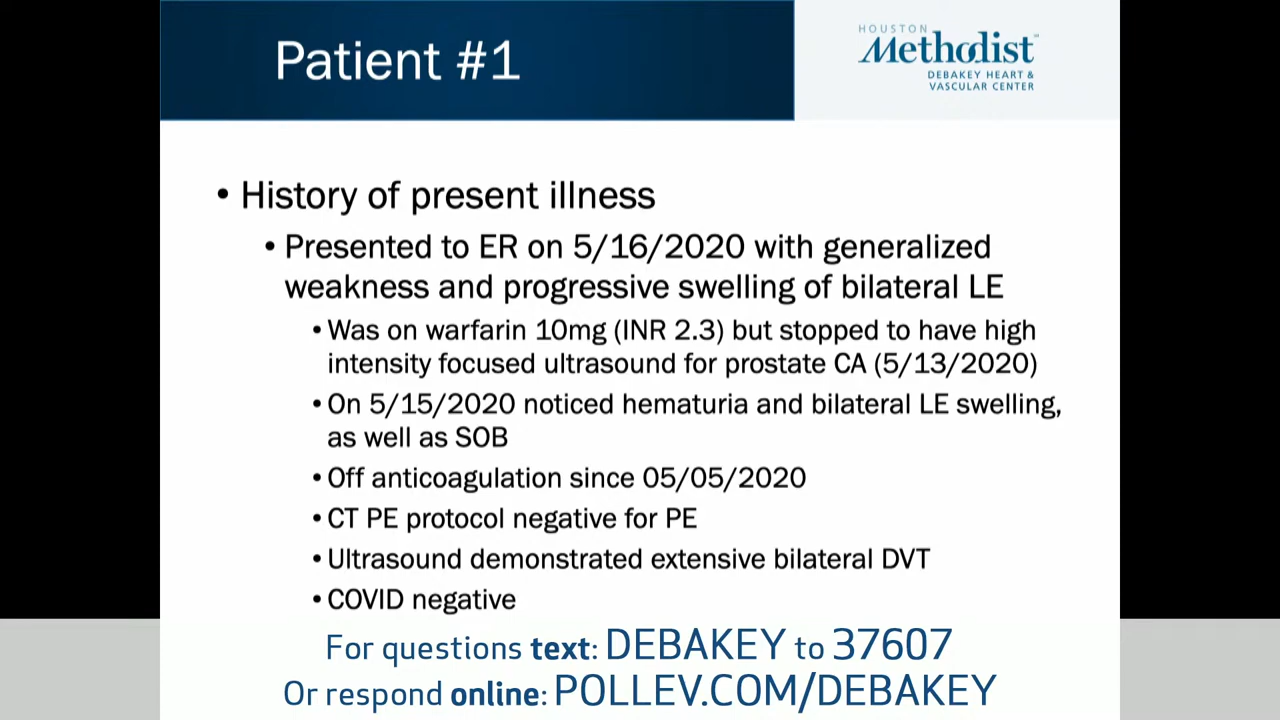 Patient #1
HOUSTON
Methodist
DEBAKEY HEART &
VASCULAR CENTER
• History of present illness
• Presented to ER on 5/16/2020 with generalized
weakness and progressive swelling of bilateral LE
• Was on warfarin 10mg (INR 2.3) but stopped to have high
intensity focused ultrasound for prostate CA (5/13/2020)
• On 5/15/2020 noticed hematuria and bilateral LE swelling,
as well as SOB
• Off anticoagulation since 05/05/2020
• CT PE protocol negative for PE
• Ultrasound demonstrated extensive bilateral DVT
• COVID negative
For questions text: DEBAKEY to 37607
Or respond online: POLLEV.COM/DEBAKEY